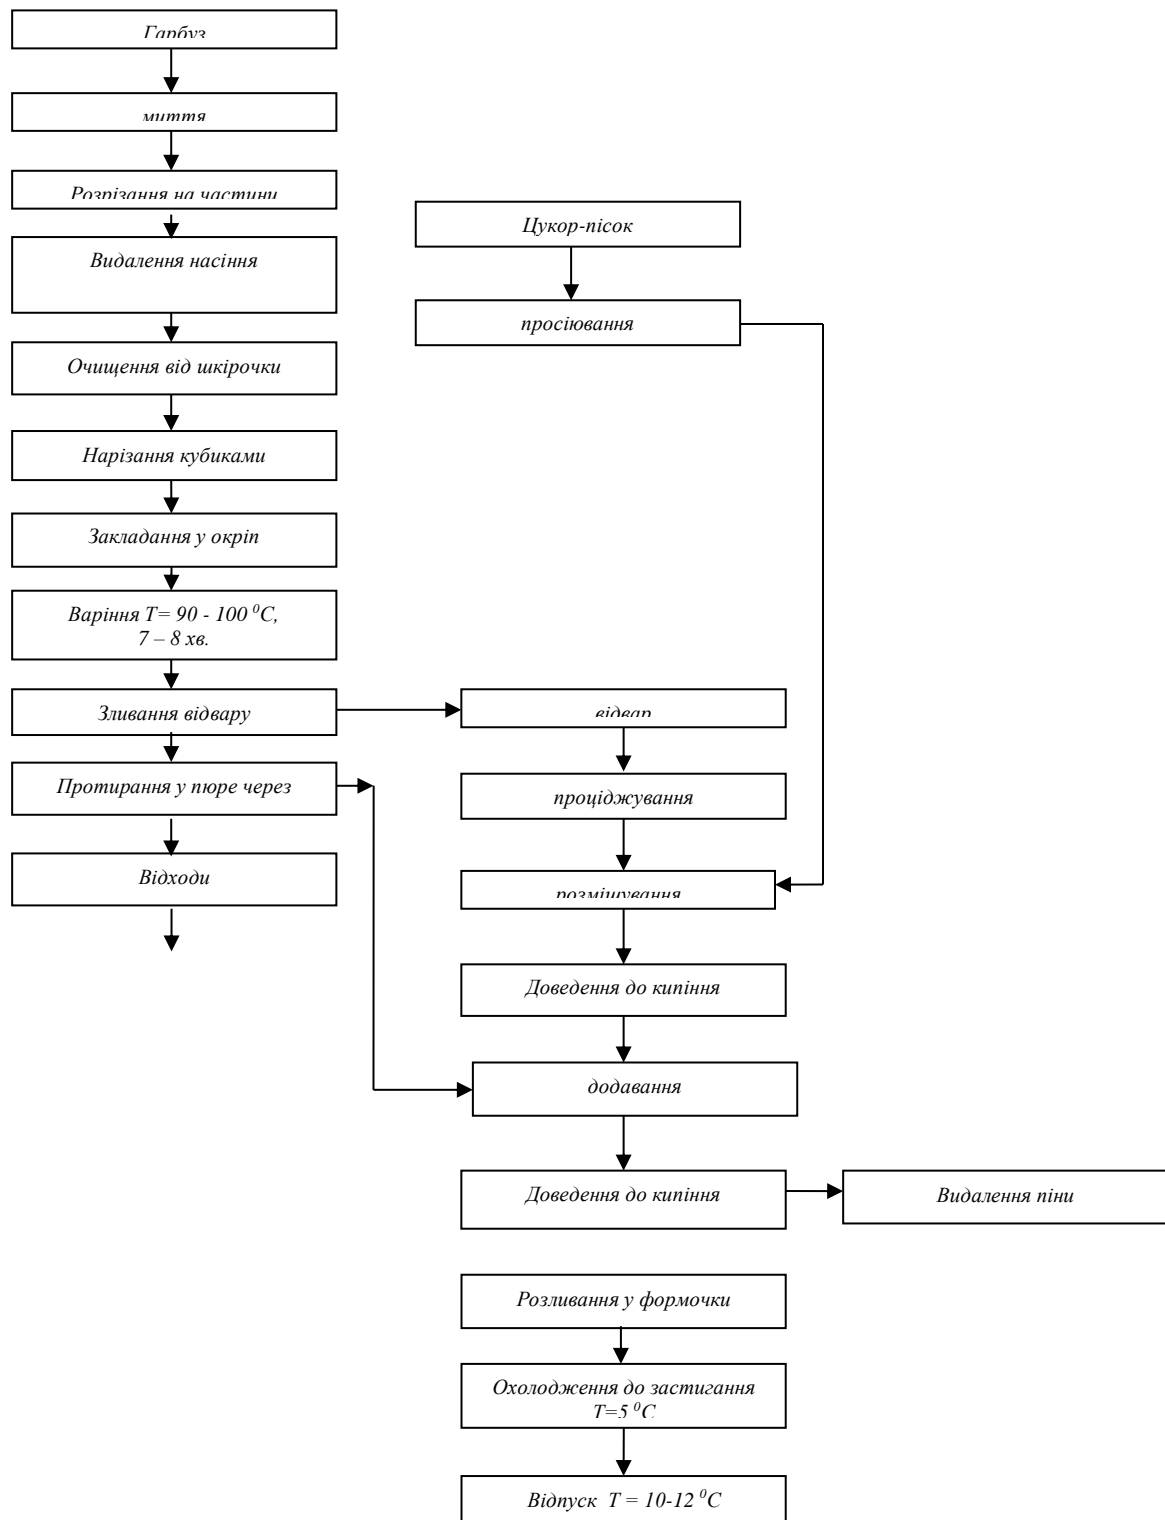 Гарбуз
миття
Розрізання на частини
Видалення насіння
Очищення від шкірочки
Нарізання кубиками
Закладання у окріп
Варіння Т= 90 - 100 ⁰С,
7 – 8 хв.
Зливання відвару
Протирання у пюре через
Відходи
Цукор-пісок
просіювання
відвар
проціджування
розмішування
Доведення до кипіння
додавання
Доведення до кипіння
Видалення піни
Розливання у формочки
Охолодження до застигання
Т=5 ⁰С
Відпуск Т = 10-12 ⁰С